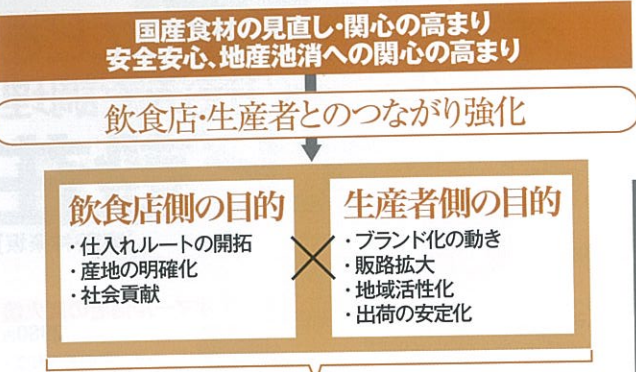 国産食材の見直し・関心の高まり
安全安心、地産池消への関心の高まり
飲食店・生産者とのつながり強化
飲食店側の目的
・仕入れルートの開拓
・産地の明確化
・社会貢献
×
生産者側の目的
・ブランド化の動き
・販路拡大
・地域活性化
・出荷の安定化